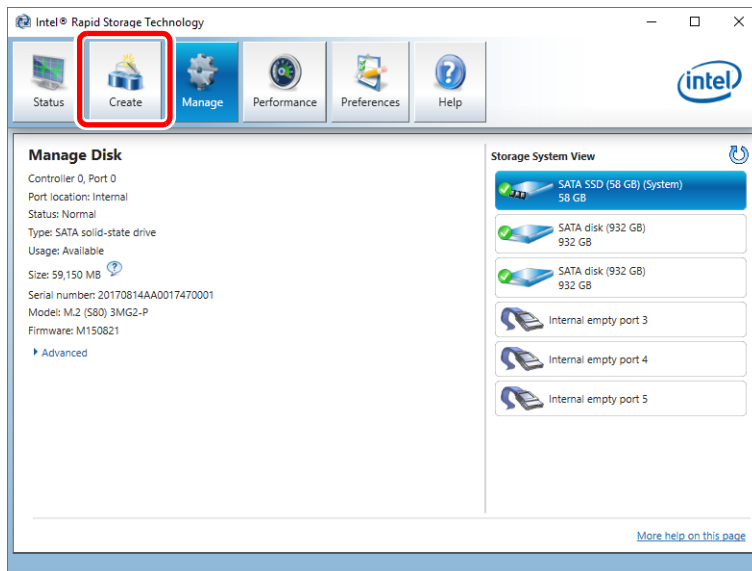 Intel® Rapid Storage Technology
Status
Create
Manage
Performance
Preferences
Help
intel
Manage Disk
Controller 0, Port 0
Port location: Internal
Status: Normal
Type: SATA solid-state drive
Usage: Available
Size: 59,150 MB
Serial number: 20170814AA0017470001
Model: M.2 (S80) 3MG2-P
Firmware: M150821
Advanced
Storage System View
SATA SSD (58 GB) (System)
58 GB
SATA disk (932 GB)
932 GB
SATA disk (932 GB)
932 GB
Internal empty port 3
Internal empty port 4
Internal empty port 5
More help on this page